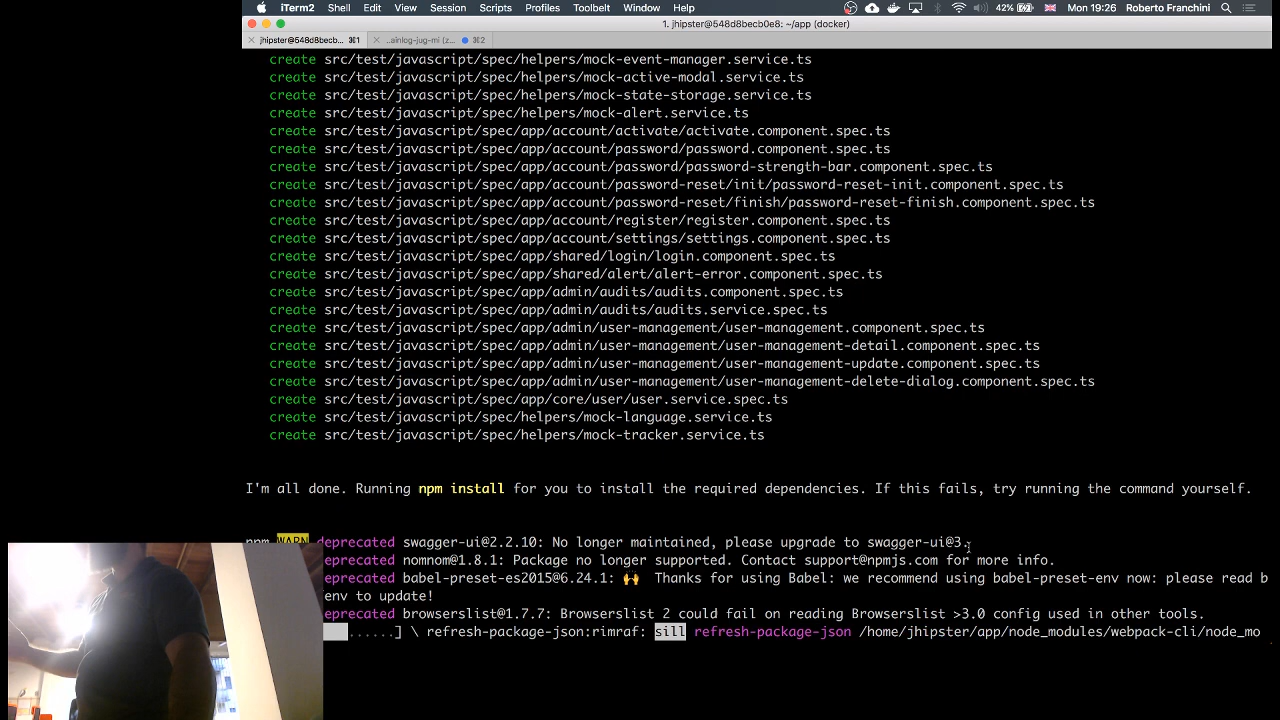 iTerm2 Shell Edit View Session Scripts Profiles Toolbelt Window Help 42% Mon 19:26 Roberto Franchini
1. jhipster@548d8becb0e8: ~/app (docker)
jhipster@548d8becb... ⌘1 ..ainlog-jug-mi (z... ⌘2
create src/test/javascript/spec/helpers/mock-event-manager.service.ts
create src/test/javascript/spec/helpers/mock-active-modal.service.ts
create src/test/javascript/spec/helpers/mock-state-storage.service.ts
create src/test/javascript/spec/helpers/mock-alert.service.ts
create src/test/javascript/spec/app/account/activate/activate.component.spec.ts
create src/test/javascript/spec/app/account/password/password.component.spec.ts
create src/test/javascript/spec/app/account/password/password-strength-bar.component.spec.ts
create src/test/javascript/spec/app/account/password-reset/init/password-reset-init.component.spec.ts
create src/test/javascript/spec/app/account/password-reset/finish/password-reset-finish.component.spec.ts
create src/test/javascript/spec/app/account/register/register.component.spec.ts
create src/test/javascript/spec/app/account/settings/settings.component.spec.ts
create src/test/javascript/spec/app/shared/login/login.component.spec.ts
create src/test/javascript/spec/app/shared/alert/alert-error.component.spec.ts
create src/test/javascript/spec/app/admin/audits/audits.component.spec.ts
create src/test/javascript/spec/app/admin/audits/audits.service.spec.ts
create src/test/javascript/spec/app/admin/user-management/user-management.component.spec.ts
create src/test/javascript/spec/app/admin/user-management/user-management-detail.component.spec.ts
create src/test/javascript/spec/app/admin/user-management/user-management-update.component.spec.ts
create src/test/javascript/spec/app/admin/user-management/user-management-delete-dialog.component.spec.ts
create src/test/javascript/spec/app/core/user/user.service.spec.ts
create src/test/javascript/spec/helpers/mock-language.service.ts
create src/test/javascript/spec/helpers/mock-tracker.service.ts
I'm all done. Running npm install for you to install the required dependencies. If this fails, try running the command yourself.
npm WARN deprecated swagger-ui@2.2.10: No longer maintained, please upgrade to swagger-ui@3.
deprecated nomnom@1.8.1: Package no longer supported. Contact support@npmjs.com for more info.
deprecated babel-preset-es2015@6.24.1: 🙌 Thanks for using Babel: we recommend using babel-preset-env now: please read b
env to update!
eprecated browserslist@1.7.7: Browserslist 2 could fail on reading Browserslist >3.0 config used in other tools.
......] \ refresh-package-json:rimraf: sill refresh-package-json /home/jhipster/app/node_modules/webpack-cli/node_mo